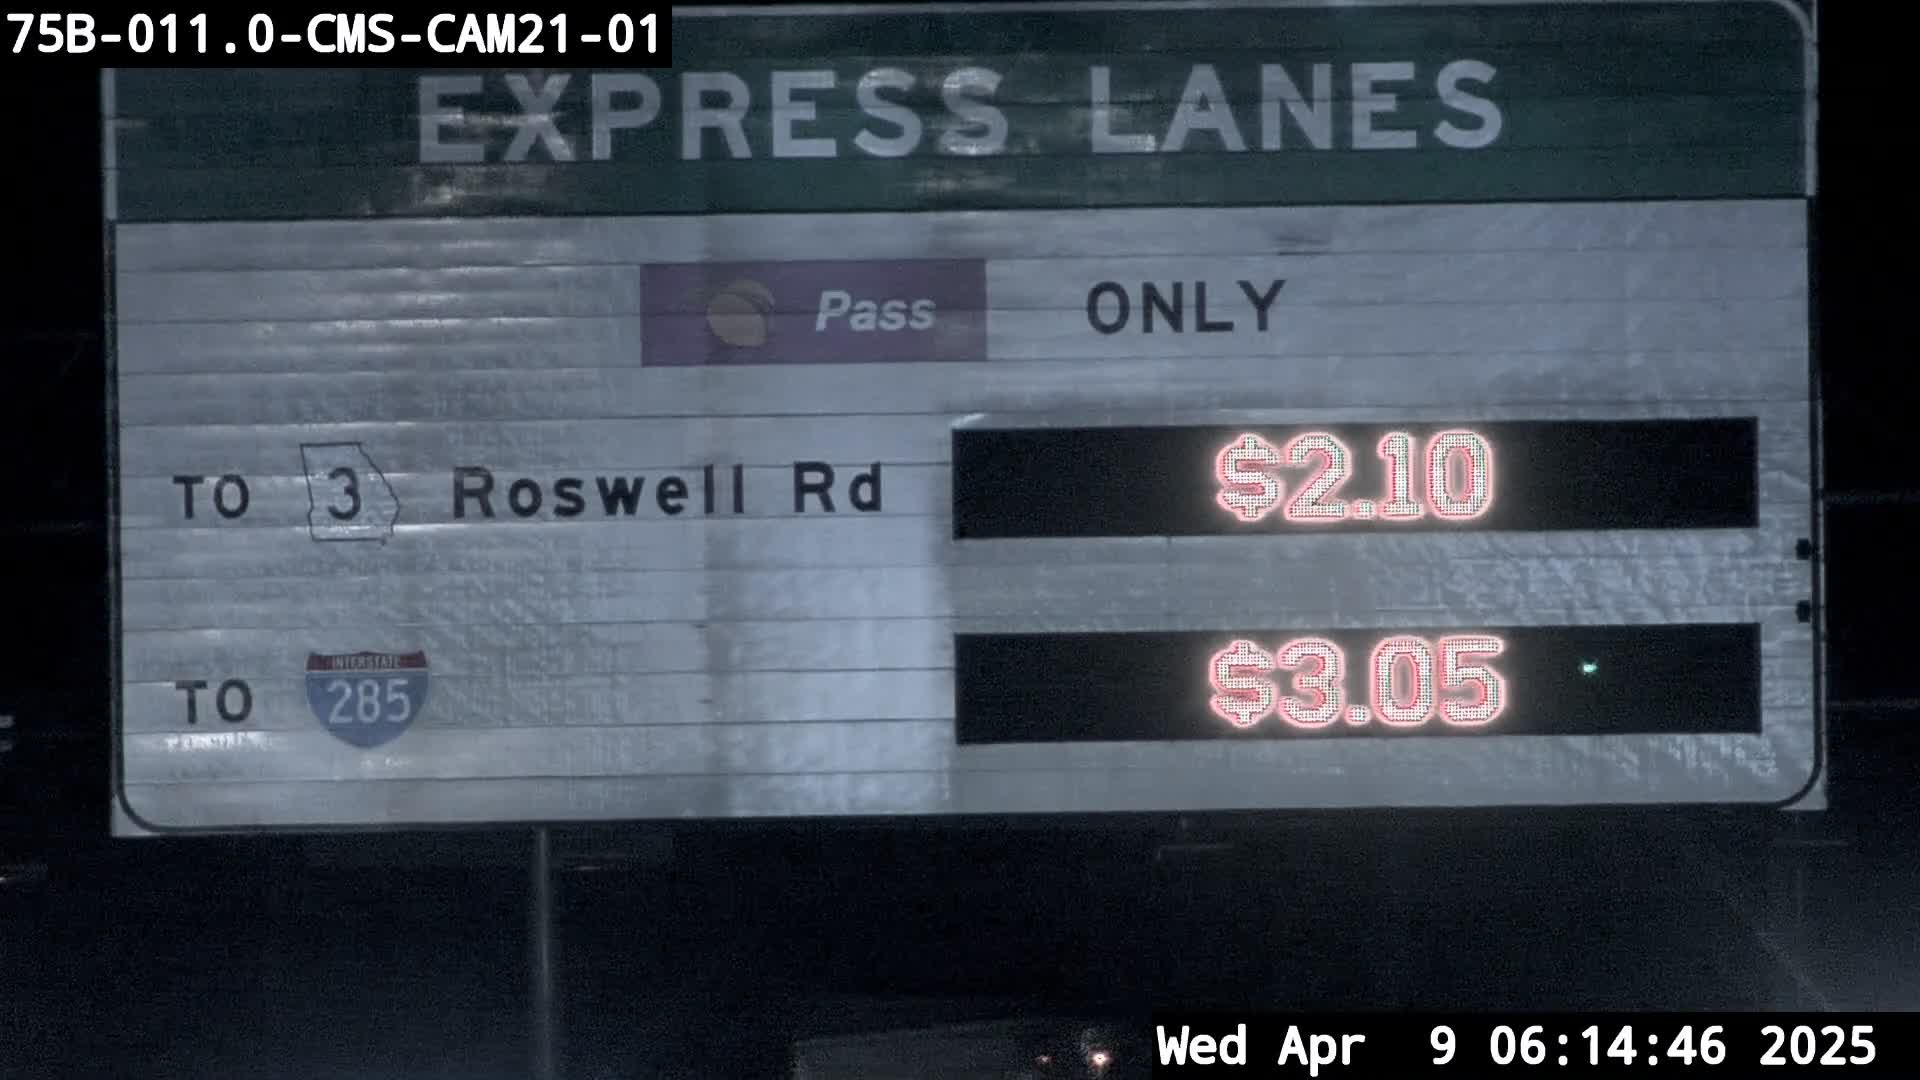 75B-011.0-CMS-CAM21-01
EXPRESS LANES
Pass ONLY
TO 3 Roswell Rd $2.10
TO INTERSTATE 285 $3.05
Wed Apr 9 06:14:46 2025